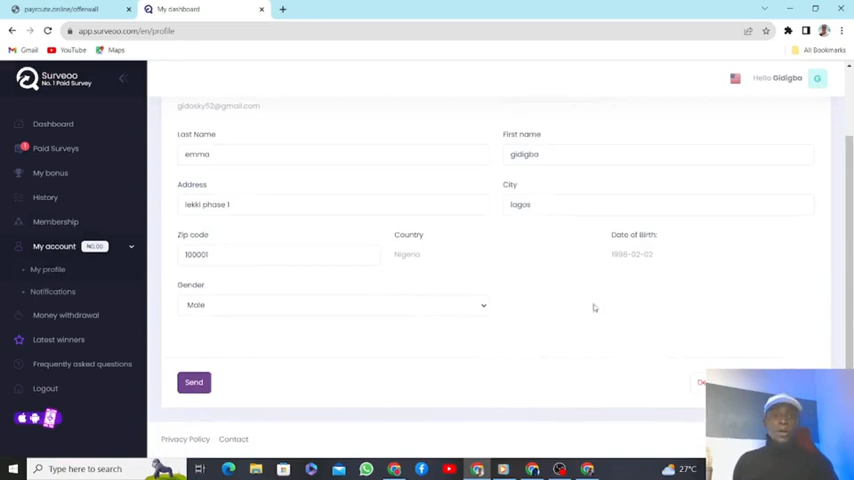 payroute.online/offerwall
My dashboard
app.surveoo.com/en/profile
Gmail
YouTube
Maps
All Bookmarks
Surveoo
No. 1 Paid Survey
Hello Gidigba
G
gidosky52@gmail.com
Last Name
First name
emma
gidigba
Address
City
lekki phase 1
lagos
Zip code
Country
Date of Birth:
100001
Nigeria
1998-02-02
Gender
Male
Send
Privacy Policy
Contact
Dashboard
1
Paid Surveys
My bonus
History
Membership
My account
₦0.00
My profile
Notifications
Money withdrawal
Latest winners
Frequently asked questions
Logout
Type here to search
27°C